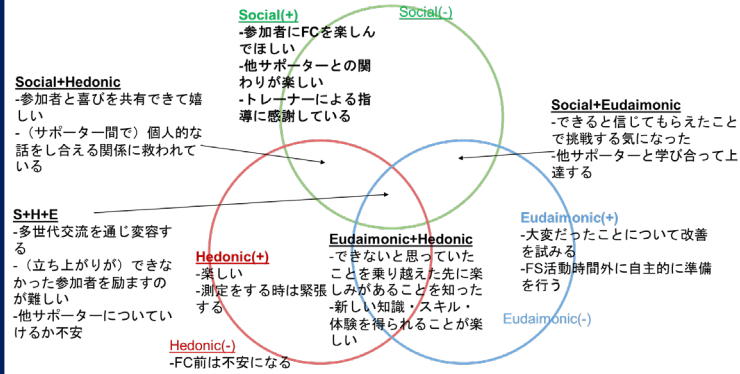 Social(+)
-参加者にFCを楽しん
でほしい
-他サポーターとの関
わりが楽しい
-トレーナーによる指
導に感謝している
Social(-)
Social+Hedonic
-参加者と喜びを共有できて嬉
しい
-（サポーター間で）個人的な
話をし合える関係に救われて
いる
Social+Eudaimonic
-できると信じてもらえたこと
で挑戦する気になった
-他サポーターと学び合って上
達する
S+H+E
-多世代交流を通じ変容す
る
-（立ち上がりが）できな
かった参加者を励ますのが
が難しい
-他サポーターについてい
けるか不安
Hedonic(+)
-楽しい
-測定をする時は緊張
する
Eudaimonic+Hedonic
-できないと思っていた
ことを乗り越えた先に楽
しみがあることを知った
-新しい知識・スキル・
体験を得られることが楽
しい
Eudaimonic(+)
-大変だったことについて改善
を試みる
-FS活動時間外に自主的に準備
を行う
Eudaimonic(-)
Hedonic(-)
-FC前は不安になる